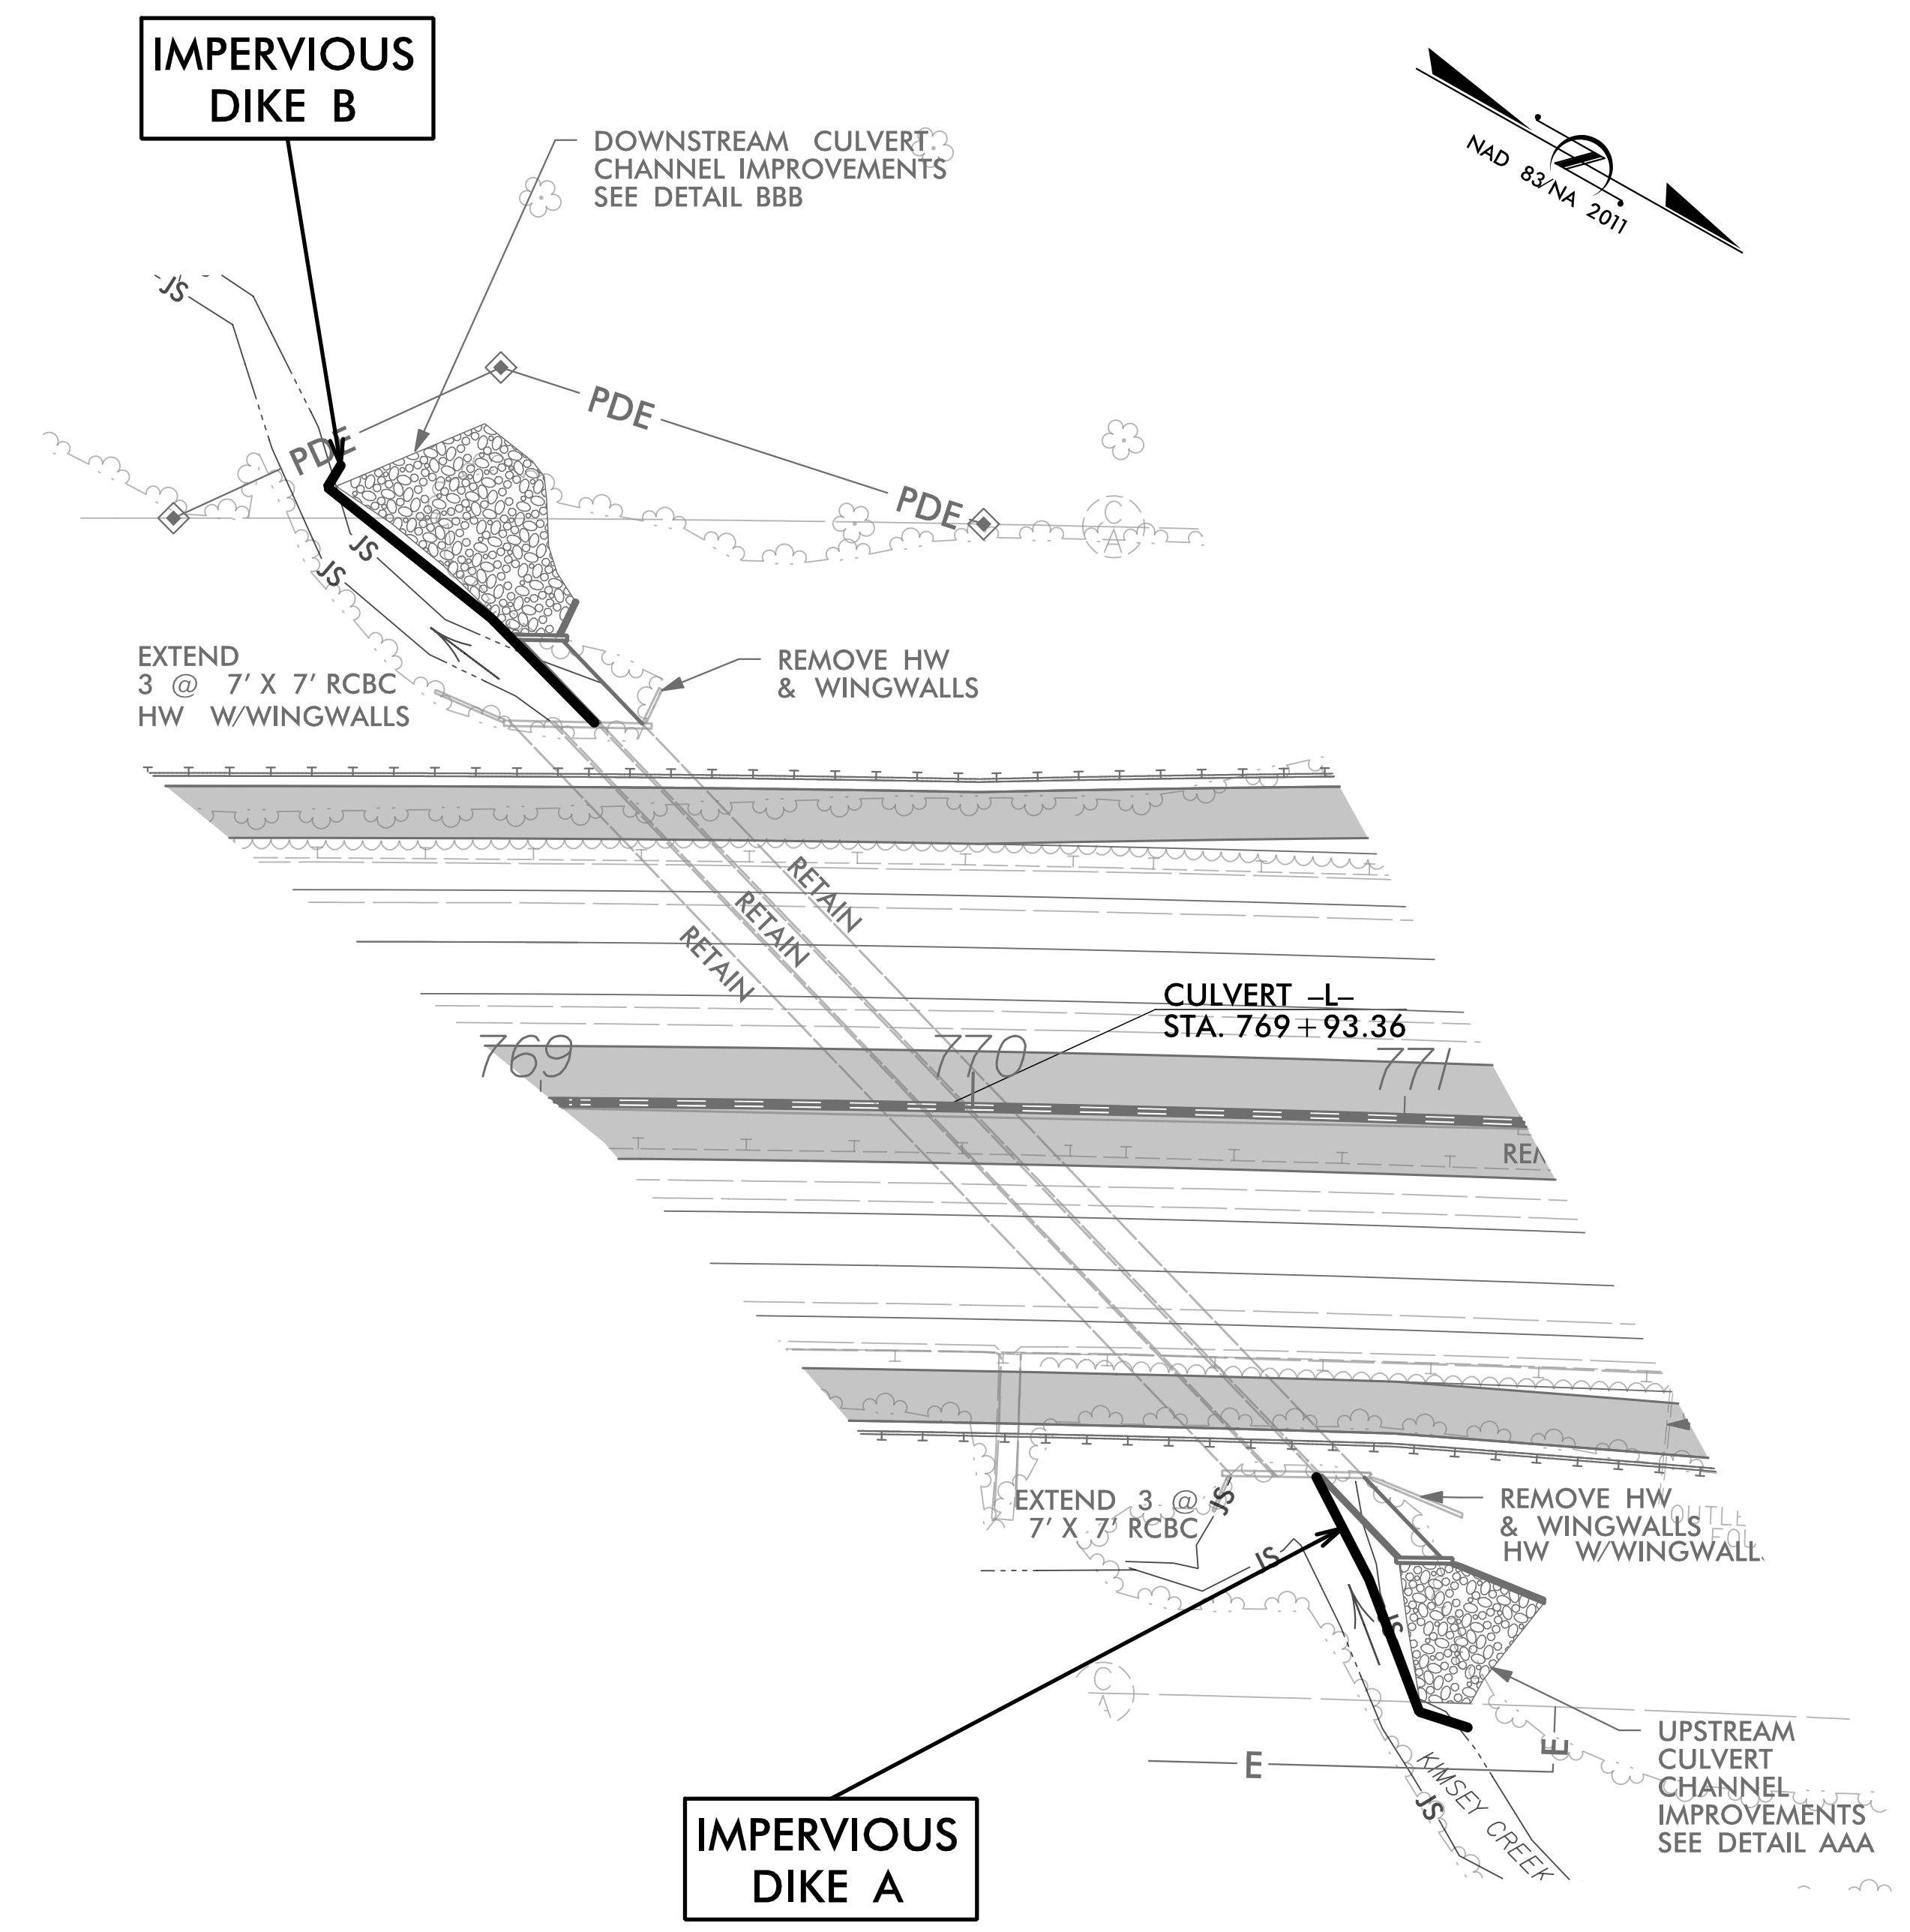 IMPERVIOUS
DIKE B
DOWNSTREAM CULVERT
CHANNEL IMPROVEMENTS
SEE DETAIL BBB
NAD 83/NA 2011
JS
PDE
PDE
PDE
C
A
JS
JS
EXTEND
3 @ 7' X 7' RCBC
HW W/WINGWALLS
REMOVE HW
& WINGWALLS
RETAIN
RETAIN
RETAIN
CULVERT –L–
STA. 769+93.36
769
770
771
EXTEND 3 @
7' X 7' RCBC
JS
JS
REMOVE HW
& WINGWALLS
HW W/WINGWALL
JS
C
A
E
E
KIMSEY CREEK
JS
UPSTREAM
CULVERT
CHANNEL
IMPROVEMENTS
SEE DETAIL AAA
IMPERVIOUS
DIKE A